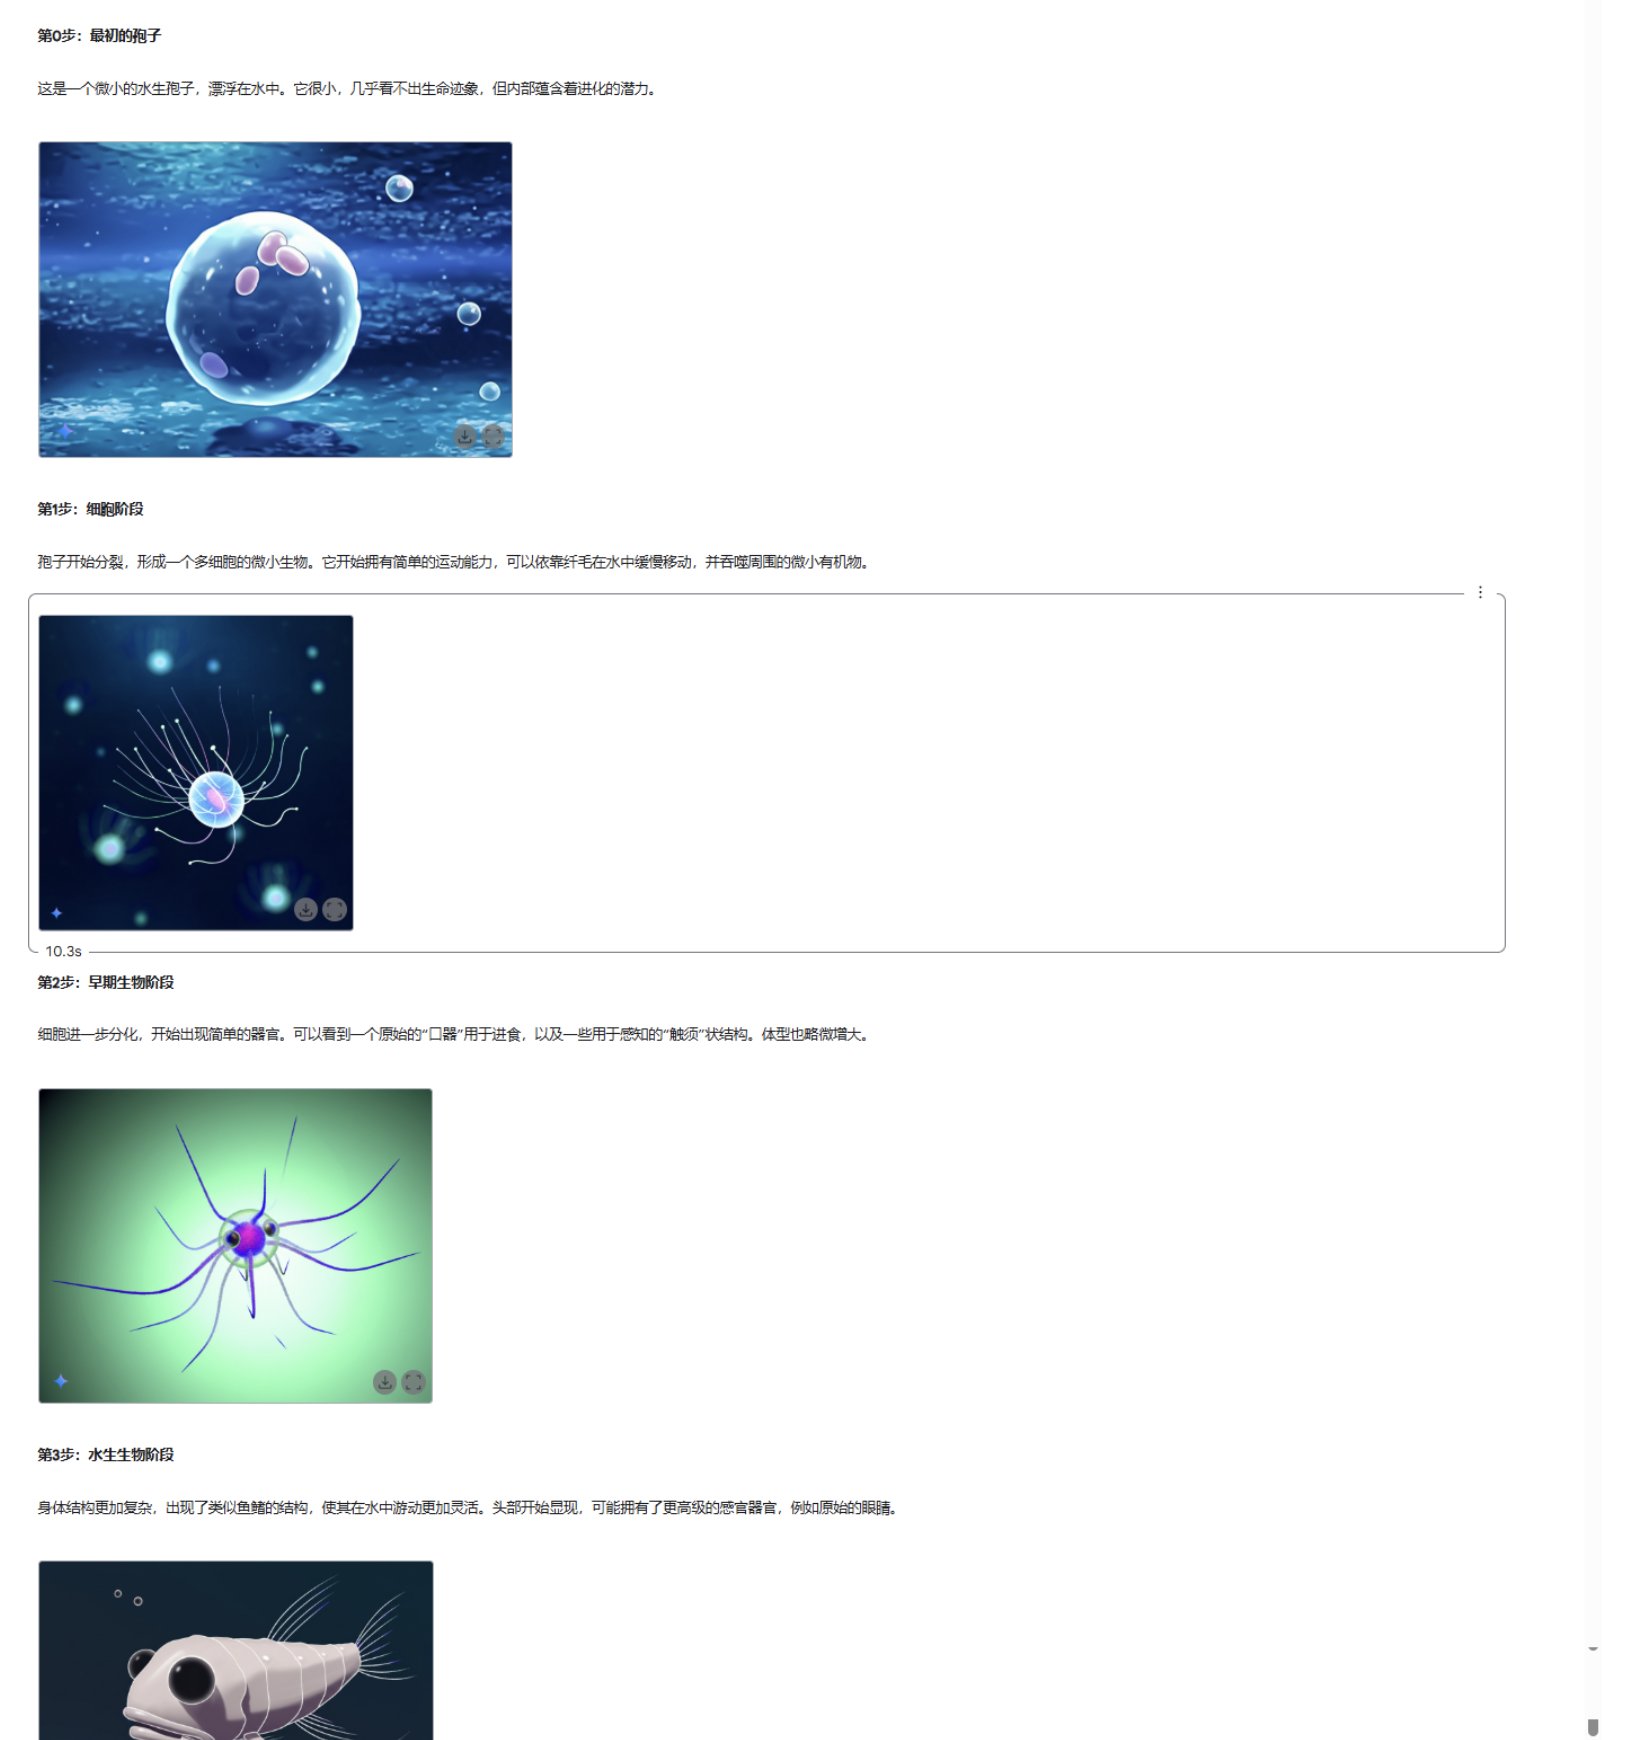 第0步：最初的孢子
这是一个微小的水生孢子，漂浮在水中。它很小，几乎看不出生命迹象，但内部蕴含着进化的潜力。
第1步：细胞阶段
孢子开始分裂，形成一个多细胞的微小生物。它开始拥有简单的运动能力，可以依靠纤毛在水中缓慢移动，并吞噬周围的微小有机物。
10.3s
第2步：早期生物阶段
细胞进一步分化，开始出现简单的器官。可以看到一个原始的“口器”用于进食，以及一些用于感知的“触须”状结构。体型也略微增大。
第3步：水生生物阶段
身体结构更加复杂，出现了类似鱼鳍的结构，使其在水中游动更加灵活。头部开始显现，可能拥有了更高级的感官器官，例如原始的眼睛。